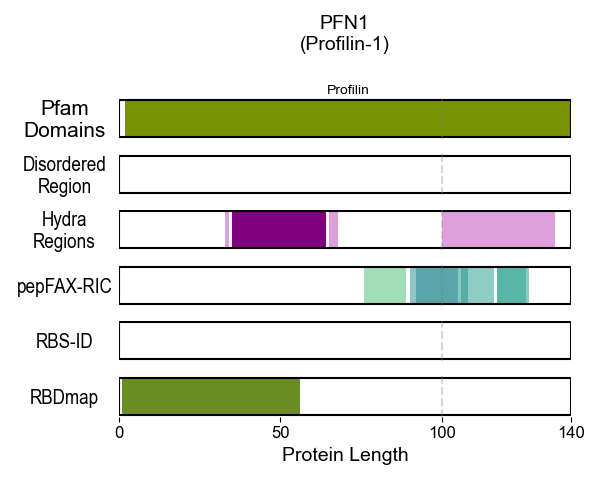 PFN1
(Profilin-1)
Profilin
Pfam
Domains
Disordered
Region
Hydra
Regions
pepFAX-RIC
RBS-ID
RBDmap
0
50
100
140
Protein Length